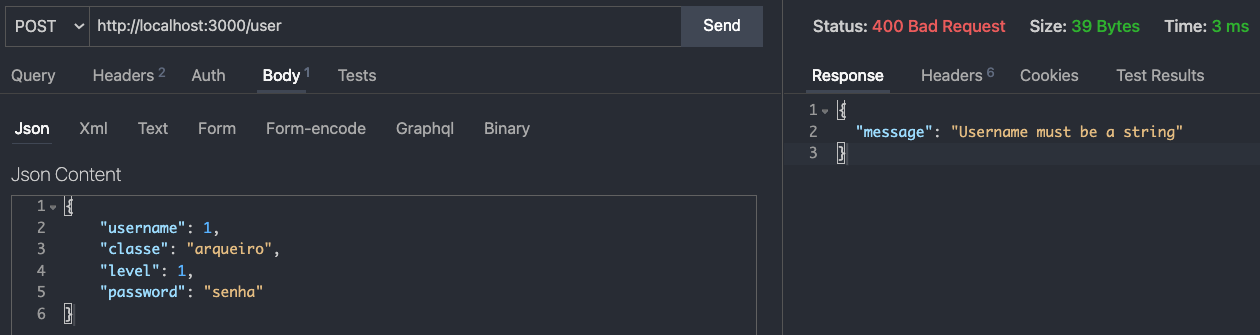 POST http://localhost:3000/user Send
Query Headers 2 Auth Body 1 Tests
Json Xml Text Form Form-encode Graphql Binary
Json Content
1 {
2 "username": 1,
3 "classe": "arqueiro",
4 "level": 1,
5 "password": "senha"
6 }
Status: 400 Bad Request Size: 39 Bytes Time: 3 ms
Response Headers 6 Cookies Test Results
1 {
2 "message": "Username must be a string"
3 }